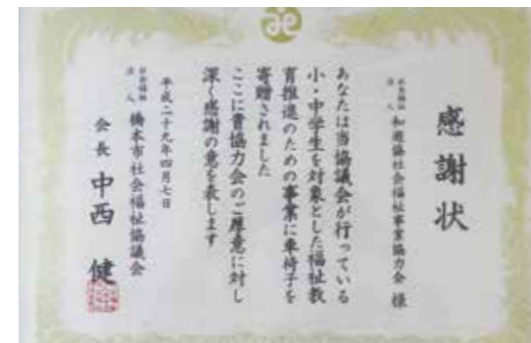 感謝状
社会福祉法人 和遊協社会福祉事業協力会 様
あなたは当協議会が行っている
小・中学生を対象とした福祉教
育推進のための事業に車椅子を
寄贈されました
ここに貴協力会のご厚意に対し
深く感謝の意を表します
平成二十九年四月七日
社会福祉法人 橋本市社会福祉協議会
会長 中西 健